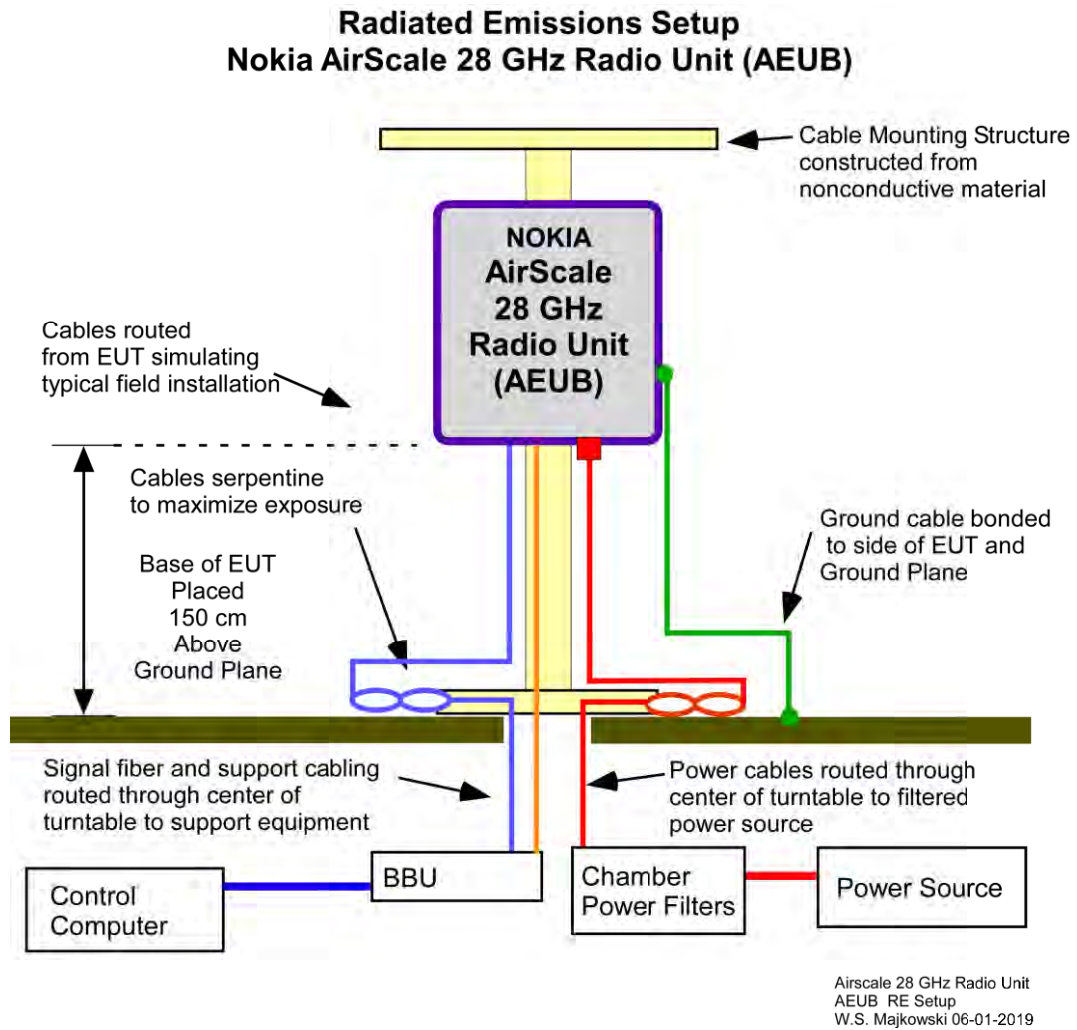 Radiated Emissions Setup
Nokia AirScale 28 GHz Radio Unit (AEUB)
Cable Mounting Structure
constructed from
nonconductive material
NOKIA
AirScale
28 GHz
Radio Unit
(AEUB)
Cables routed
from EUT simulating
typical field installation
Cables serpentine
to maximize exposure
Base of EUT
Placed
150 cm
Above
Ground Plane
Ground cable bonded
to side of EUT and
Ground Plane
Signal fiber and support cabling
routed through center of
turntable to support equipment
Power cables routed through
center of turntable to filtered
power source
Control
Computer
BBU
Chamber
Power Filters
Power Source
Airscale 28 GHz Radio Unit
AEUB RE Setup
W.S. Majkowski 06-01-2019